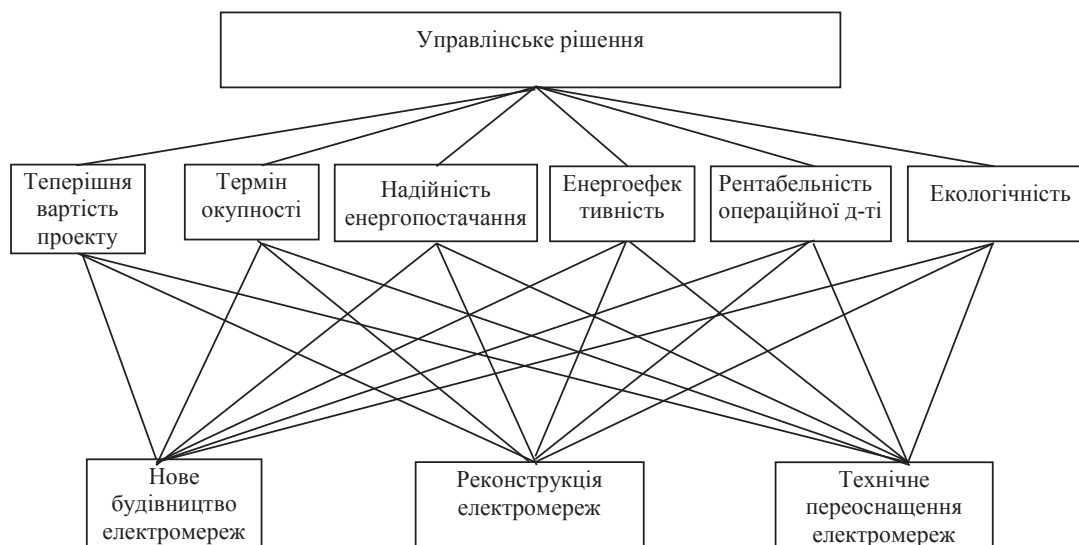 Управлінське рішення
Теперішня
вартість
проекту
Термін
окупності
Надійність
енергопостачання
Енергоефек
тивність
Рентабельність
операційної д-ті
Екологічність
Нове
будівництво
електромереж
Реконструкція
електромереж
Технічне
переоснащення
електромереж